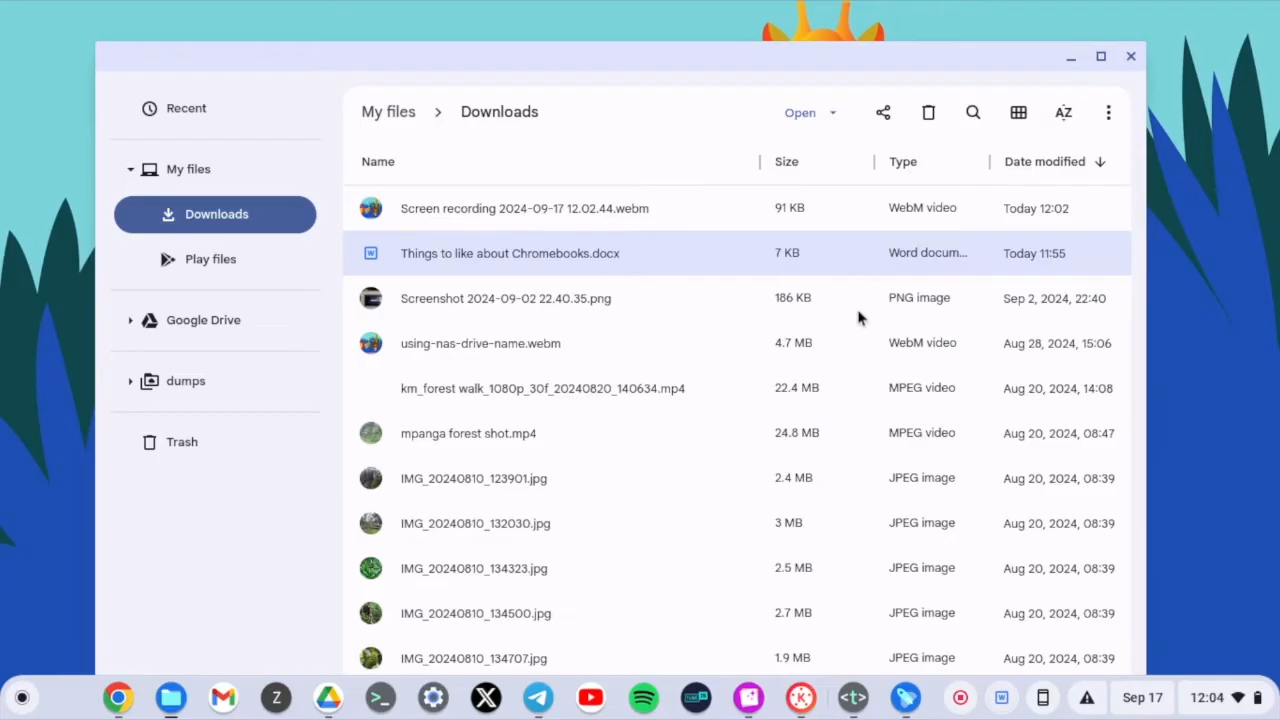 Recent
My files
Downloads
Play files
Google Drive
dumps
Trash
My files > Downloads
Open
AZ
Name Size Type Date modified
Screen recording 2024-09-17 12.02.44.webm 91 KB WebM video Today 12:02
W Things to like about Chromebooks.docx 7 KB Word docum... Today 11:55
Screenshot 2024-09-02 22.40.35.png 186 KB PNG image Sep 2, 2024, 22:40
using-nas-drive-name.webm 4.7 MB WebM video Aug 28, 2024, 15:06
km_forest walk_1080p_30f_20240820_140634.mp4 22.4 MB MPEG video Aug 20, 2024, 14:08
mpanga forest shot.mp4 24.8 MB MPEG video Aug 20, 2024, 08:47
IMG_20240810_123901.jpg 2.4 MB JPEG image Aug 20, 2024, 08:39
IMG_20240810_132030.jpg 3 MB JPEG image Aug 20, 2024, 08:39
IMG_20240810_134323.jpg 2.5 MB JPEG image Aug 20, 2024, 08:39
IMG_20240810_134500.jpg 2.7 MB JPEG image Aug 20, 2024, 08:39
IMG_20240810_134707.jpg 1.9 MB JPEG image Aug 20, 2024, 08:39
Z >_ X K <t> W Sep 17 12:04